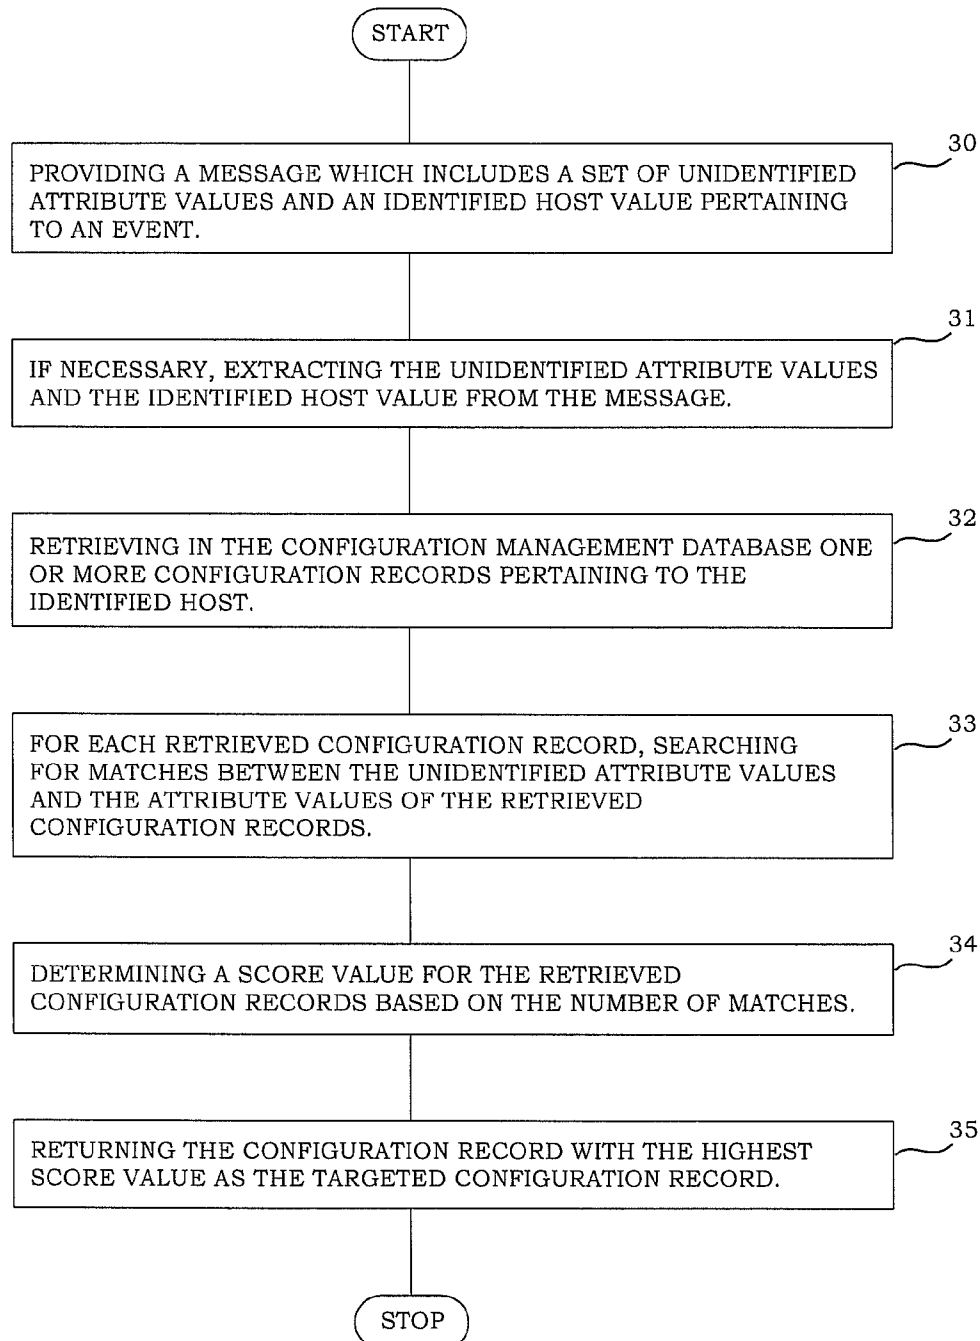 START
30
PROVIDING A MESSAGE WHICH INCLUDES A SET OF UNIDENTIFIED
ATTRIBUTE VALUES AND AN IDENTIFIED HOST VALUE PERTAINING
TO AN EVENT.
31
IF NECESSARY, EXTRACTING THE UNIDENTIFIED ATTRIBUTE VALUES
AND THE IDENTIFIED HOST VALUE FROM THE MESSAGE.
32
RETRIEVING IN THE CONFIGURATION MANAGEMENT DATABASE ONE
OR MORE CONFIGURATION RECORDS PERTAINING TO THE
IDENTIFIED HOST.
33
FOR EACH RETRIEVED CONFIGURATION RECORD, SEARCHING
FOR MATCHES BETWEEN THE UNIDENTIFIED ATTRIBUTE VALUES
AND THE ATTRIBUTE VALUES OF THE RETRIEVED
CONFIGURATION RECORDS.
34
DETERMINING A SCORE VALUE FOR THE RETRIEVED
CONFIGURATION RECORDS BASED ON THE NUMBER OF MATCHES.
35
RETURNING THE CONFIGURATION RECORD WITH THE HIGHEST
SCORE VALUE AS THE TARGETED CONFIGURATION RECORD.
STOP